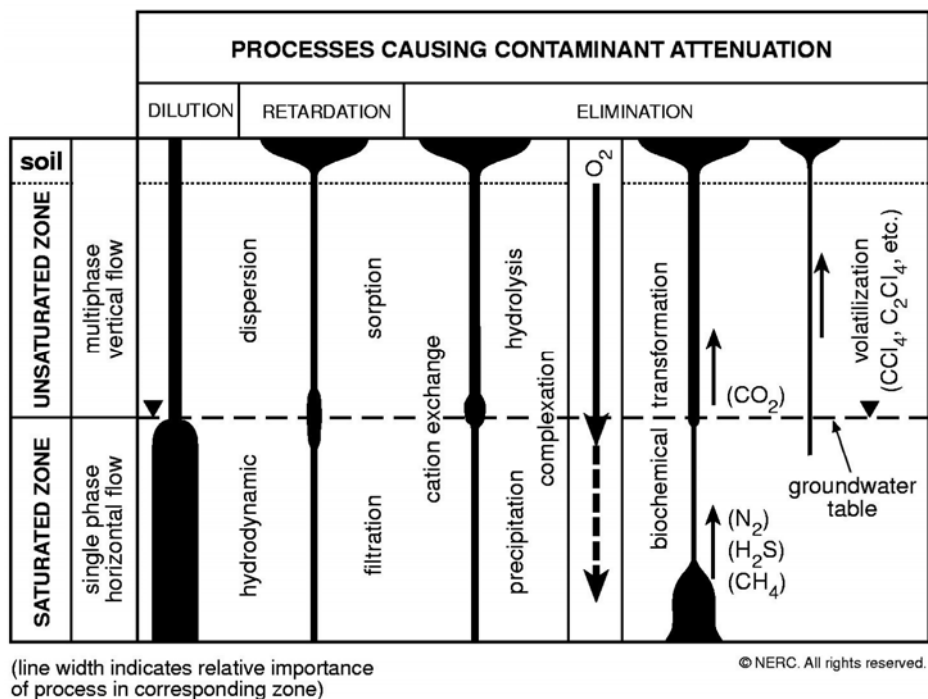 PROCESSES CAUSING CONTAMINANT ATTENUATION
DILUTION
RETARDATION
ELIMINATION
soil
UNSATURATED ZONE
SATURATED ZONE
multiphase
vertical flow
single phase
horizontal flow
hydrodynamic dispersion
filtration
sorption
cation exchange
precipitation
hydrolysis
complexation
O₂
biochemical transformation
(CO₂)
(N₂)
(H₂S)
(CH₄)
volatilization
(CCl₄, C₂Cl₄, etc.)
groundwater
table
(line width indicates relative importance
of process in corresponding zone)
© NERC. All rights reserved.